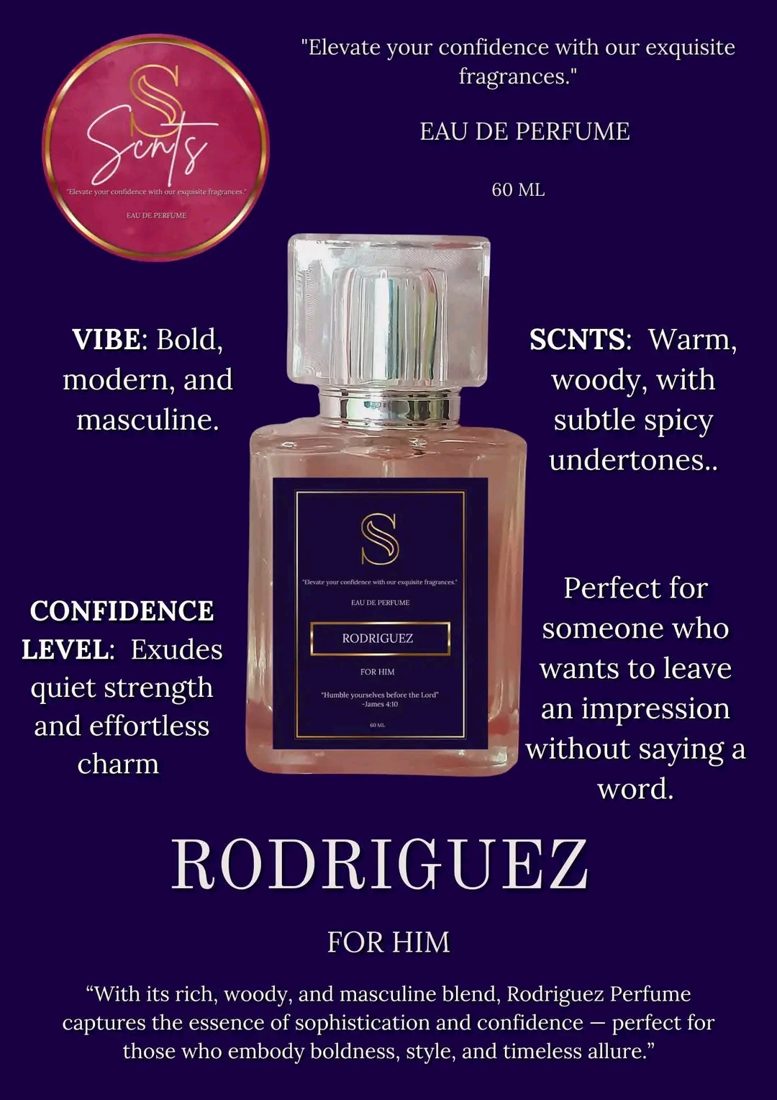 "Elevate your confidence with our exquisite
fragrances."
EAU DE PERFUME
60 ML
S
Scnts
"Elevate your confidence with our exquisite fragrances."
EAU DE PERFUME
VIBE: Bold,
modern, and
masculine.
SCNTS:  Warm,
woody, with
subtle spicy
undertones..
CONFIDENCE
LEVEL:  Exudes
quiet strength
and effortless
charm
Perfect for
someone who
wants to leave
an impression
without saying a
word.
S
"Elevate your confidence with our exquisite fragrances."
EAU DE PERFUME
RODRIGUEZ
FOR HIM
"Humble yourselves before the Lord"
-James 4:10
60 ML
RODRIGUEZ
FOR HIM
“With its rich, woody, and masculine blend, Rodriguez Perfume
captures the essence of sophistication and confidence — perfect for
those who embody boldness, style, and timeless allure.”